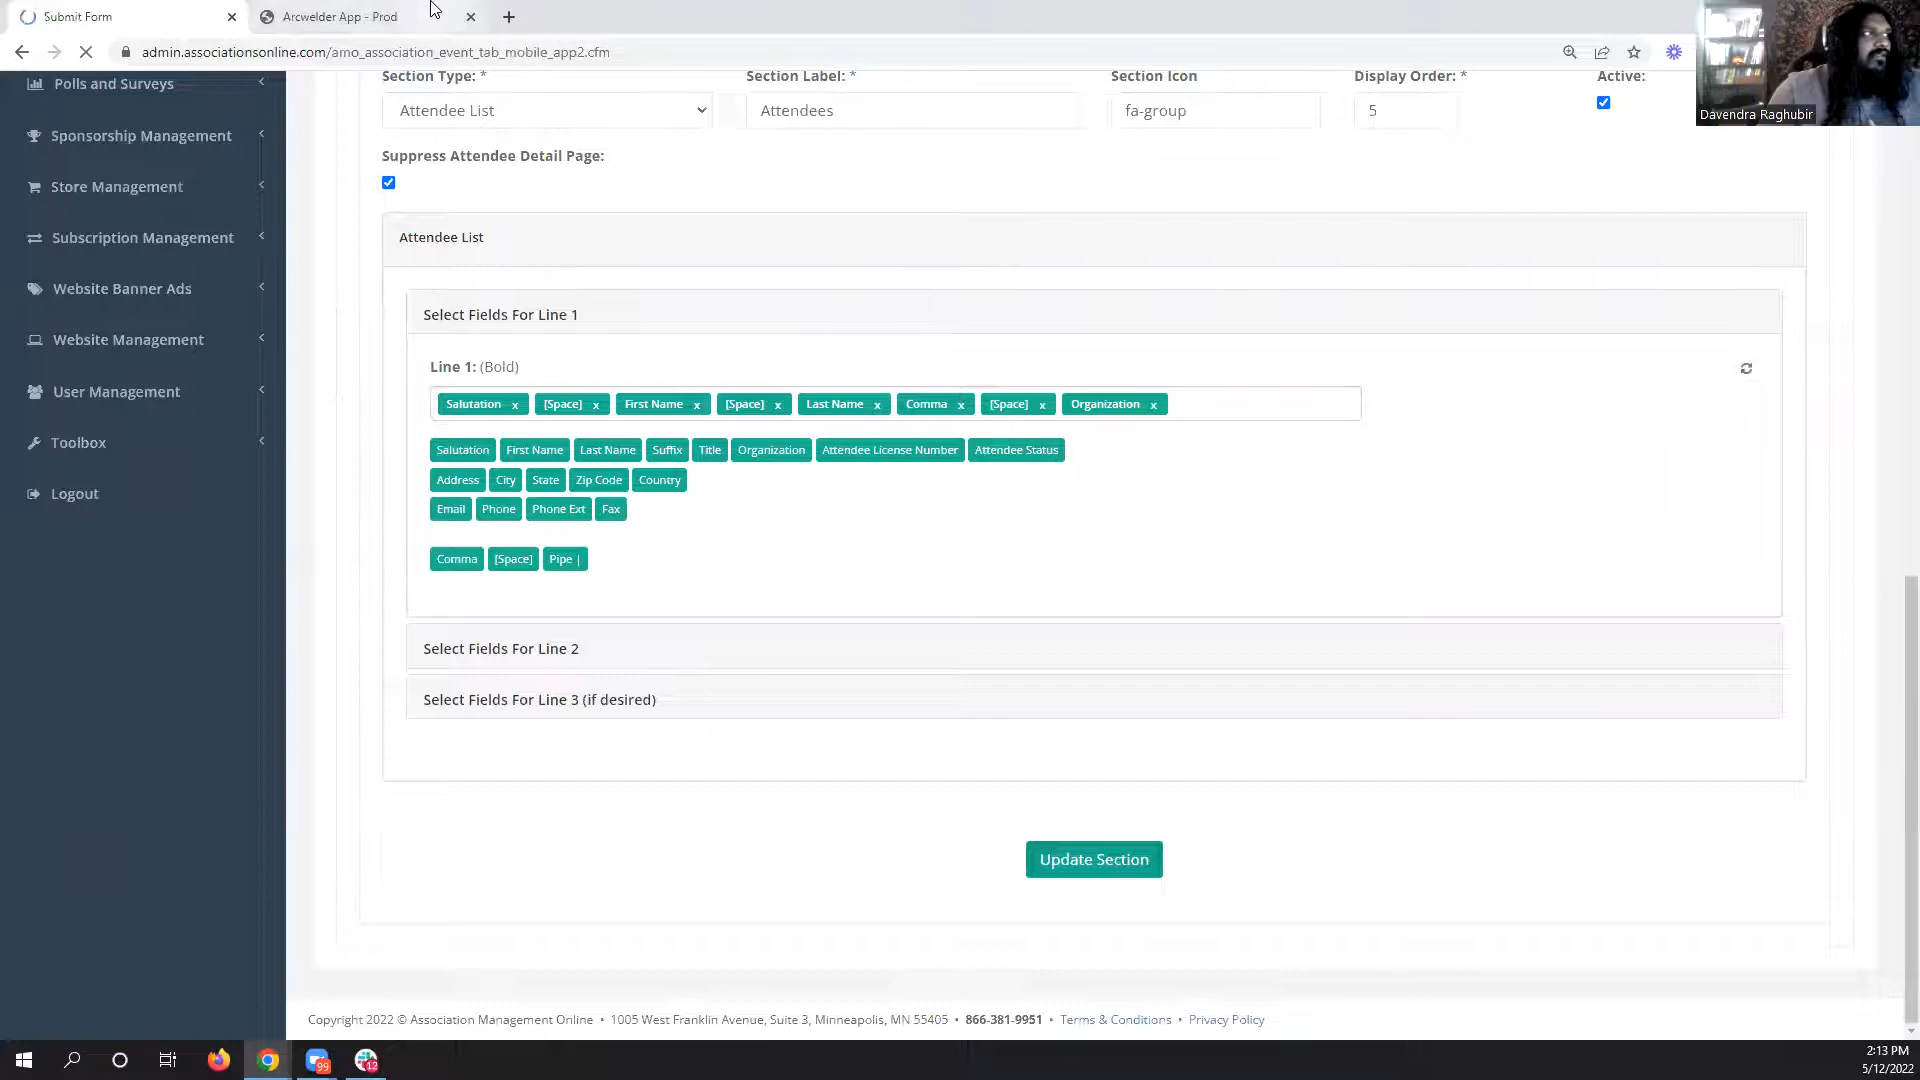 Submit Form
Arcwelder App - Prod
admin.associationsonline.com/amo_association_event_tab_mobile_app2.cfm
Davendra Raghubir
Polls and Surveys
Sponsorship Management
Store Management
Subscription Management
Website Banner Ads
Website Management
User Management
Toolbox
Logout
Section Type: * Section Label: * Section Icon Display Order: * Active:
Attendee List Attendees fa-group 5
Suppress Attendee Detail Page:
Attendee List
Select Fields For Line 1
Line 1: (Bold)
Salutation x [Space] x First Name x [Space] x Last Name x Comma x [Space] x Organization x
Salutation First Name Last Name Suffix Title Organization Attendee License Number Attendee Status
Address City State Zip Code Country
Email Phone Phone Ext Fax
Comma [Space] Pipe |
Select Fields For Line 2
Select Fields For Line 3 (if desired)
Update Section
Copyright 2022 © Association Management Online • 1005 West Franklin Avenue, Suite 3, Minneapolis, MN 55405 • 866-381-9951 • Terms & Conditions • Privacy Policy
99
12
2:13 PM
5/12/2022